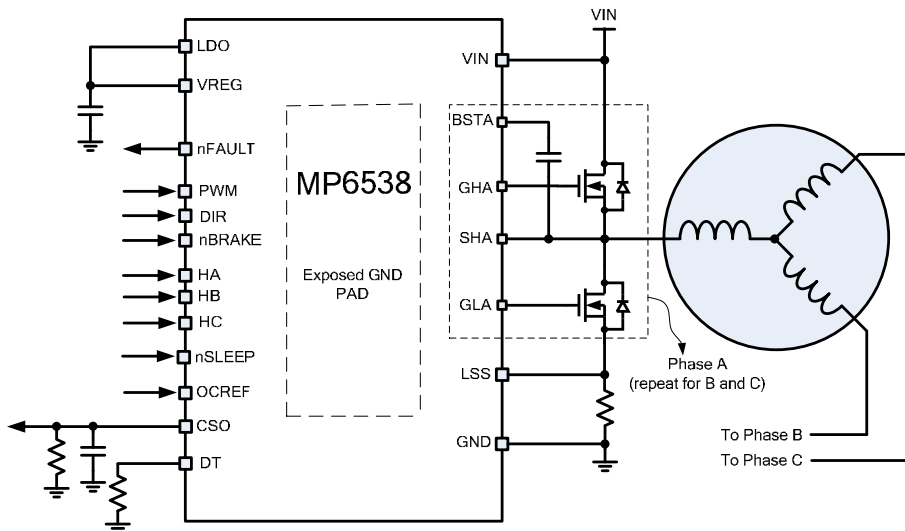 LDO
VREG
nFAULT
PWM
DIR
nBRAKE
HA
HB
HC
nSLEEP
OCREF
CSO
DT
MP6538
Exposed GND
PAD
VIN
BSTA
GHA
SHA
GLA
LSS
GND
VIN
Phase A
(repeat for B and C)
To Phase B
To Phase C